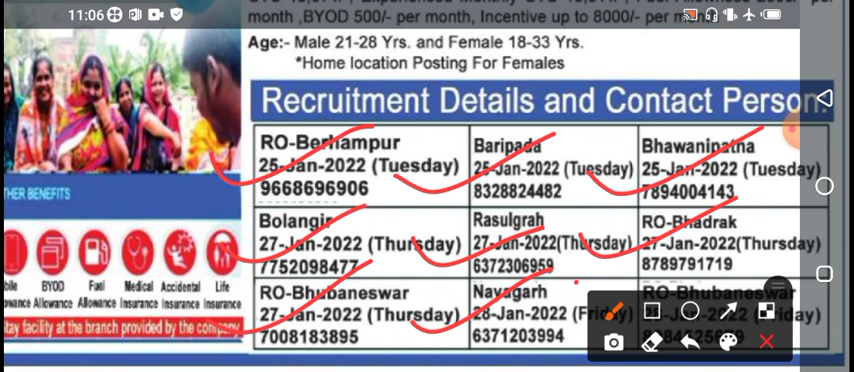 11:06
month ,BYOD 500/- per month, Incentive up to 8000/- per
Age:- Male 21-28 Yrs. and Female 18-33 Yrs.
*Home location Posting For Females
Recruitment Details and Contact Person.
RO-Berhampur
25-Jan-2022 (Tuesday)
9668696906
Baripada
25-Jan-2022 (Tuesday)
8328824482
Bhawanipatna
25-Jan-2022 (Tuesday)
7894004143
THER BENEFITS
Bolangir
27-Jan-2022 (Thursday)
7752098477
Rasulgrah
27-Jan-2022(Thursday)
6372306959
RO-Bhadrak
27-Jan-2022(Thursday)
8789791719
BYOD Fuel Medical Accidental Life
owance Allowance Allowance Insurance Insurance Insurance
tay facility at the branch provided by the company
RO-Bhubaneswar
27-Jan-2022 (Thursday)
7008183895
Nayagarh
28-Jan-2022 (Friday)
6371203994
RO-Bhubaneswar